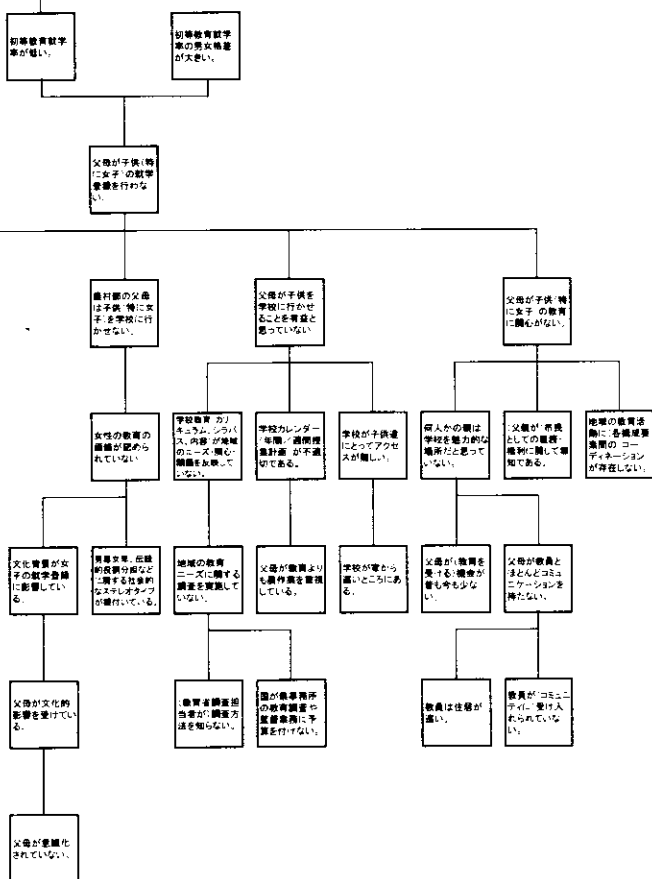 初等教育就学
率が低い。
初等教育就学
率の男女格差
が大きい。
父母が子供(特
に女子)の就学
登録を行わな
い。
農村部の父母
は子供(特に女
子)を学校に行
かせない。
父母が子供を
学校に行かせ
ることを有益と
思っていない
父母が子供(特
に女子)の教育
に関心がない。
女性の教育の
価値が認めら
れていない
学校教育(カリ
キュラム、シラバ
ス、内容)が地域
のニーズ・関心・
問題を反映して
いない。
学校カレンダー
(年間/週間授
業計画)が不適
切である。
学校が子供達
にとってアクセ
スが難しい。
何人かの親は
学校を魅力的な
場所だと思って
いない。
父親が(市民
としての義務・
権利に関して無
知である。
地域の教育活
動に(各構成要
素間の)コー
ディネーション
が存在しない。
文化背景が女
子の就学登録
に影響してい
る。
的役割分担など
に関する社会的
なステレオタイプ
が根付いている。
地域の教育
ニーズに関する
調査を実施し
ていない。
父母が教育より
も農作業を重視
している。
学校が家から
遠いところにあ
る。
父母が(教育を
受ける)機会が
昔も今も少な
い。
父母が教員と
ほとんどコミュ
ニケーションを
持たない。
父母が文化的
影響を受けてい
る。
(教育省調査担
当者が)調査方
法を知らない。
国が県事務所
の教育調査や
監督業務に予
算を付けない。
教員は住居が
遠い。
教員が(コミュニ
ティに)受け入
れられていな
い。
父母が意識化
されていない。